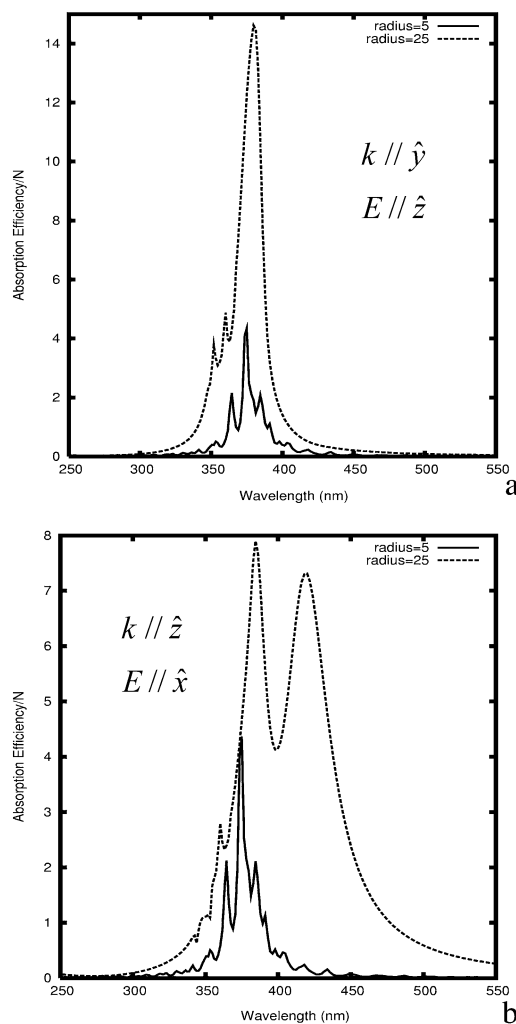 radius=5
radius=25
14
12
10
8
6
4
2
0
Absorption Efficiency/N
k // ŷ
E // ẑ
250 300 350 400 450 500 550
Wavelength (nm)
a
radius=5
radius=25
8
7
6
5
4
3
2
1
0
Absorption Efficiency/N
k // ẑ
E // x̂
250 300 350 400 450 500 550
Wavelength (nm)
b